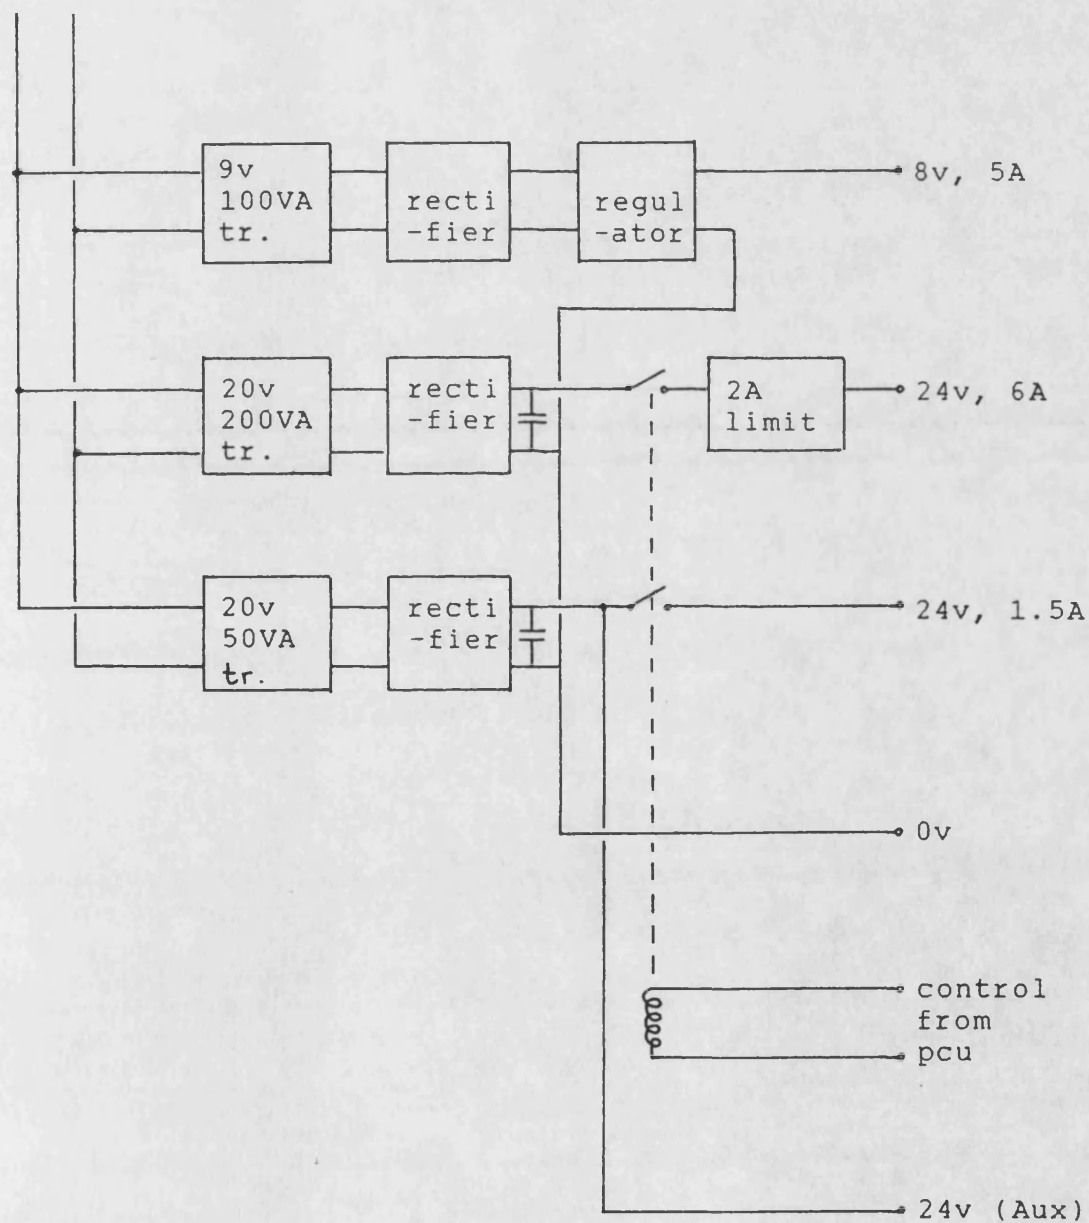 9v
100VA
tr.
recti
-fier
regul
-ator
8v, 5A
20v
200VA
tr.
recti
-fier
2A
limit
24v, 6A
20v
50VA
tr.
recti
-fier
24v, 1.5A
0v
control
from
pcu
24v (Aux)